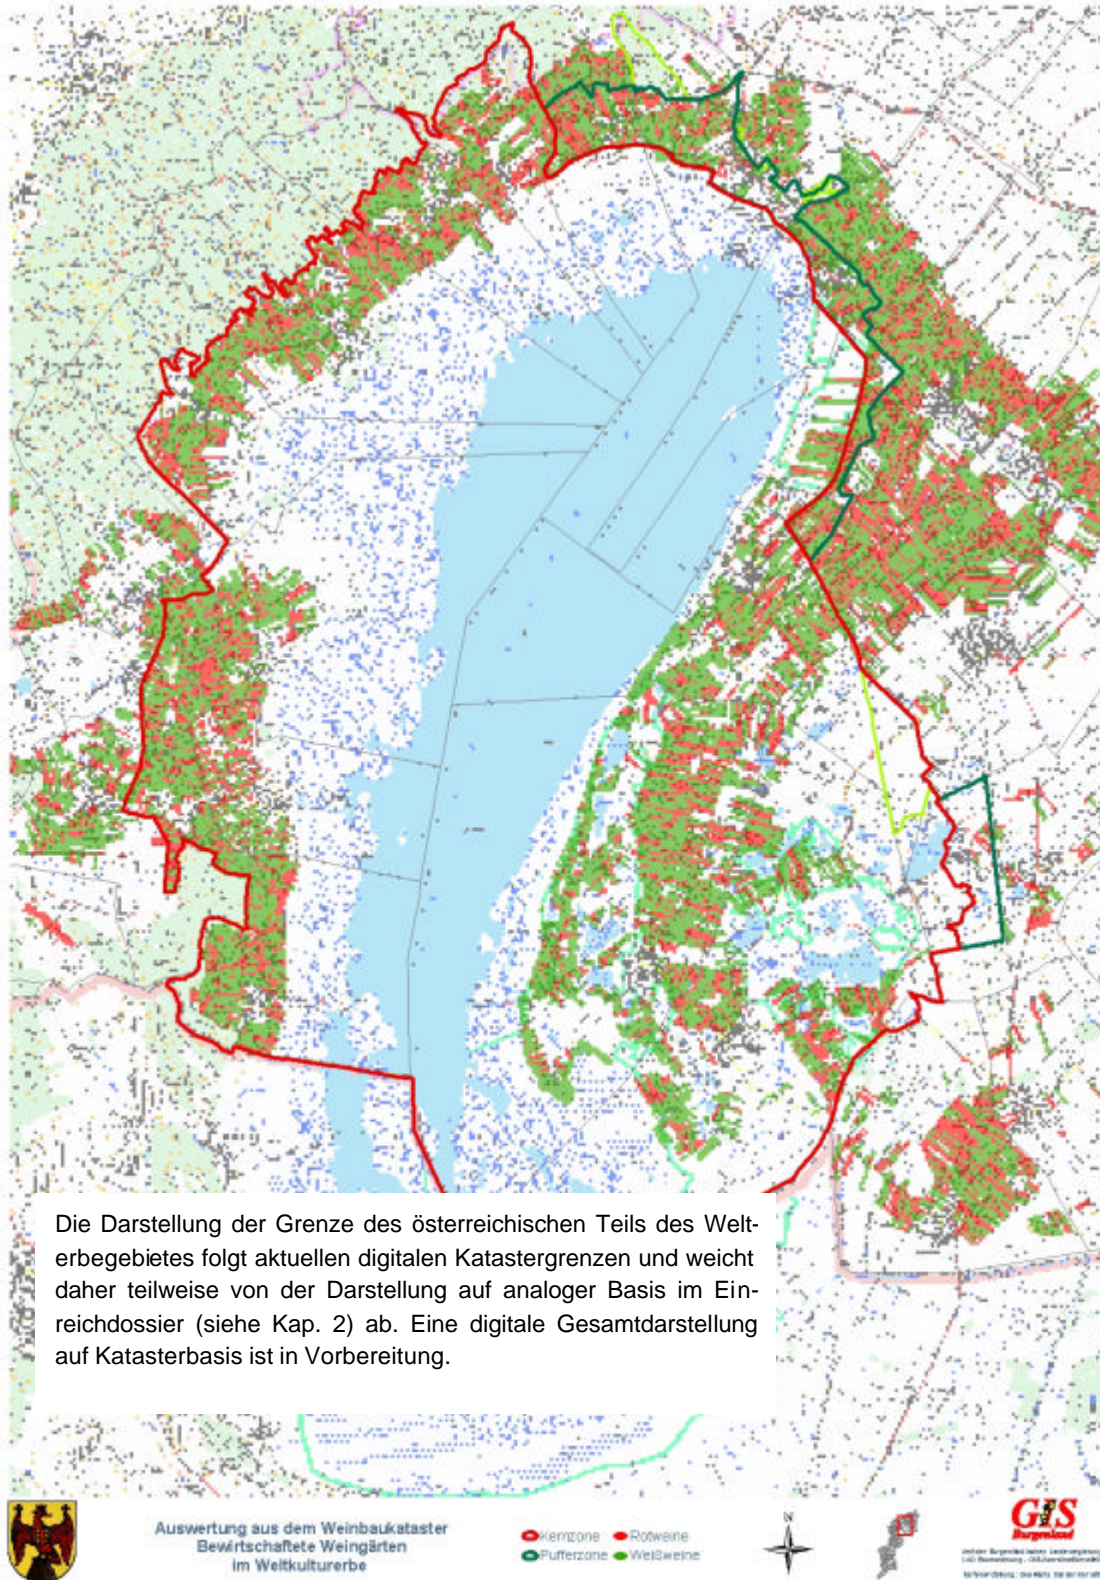 Die Darstellung der Grenze des österreichischen Teils des Welt-
erbegebietes folgt aktuellen digitalen Katastergrenzen und weicht
daher teilweise von der Darstellung auf analoger Basis im Ein-
reichdossier (siehe Kap. 2) ab. Eine digitale Gesamtdarstellung
auf Katasterbasis ist in Vorbereitung.
Auswertung aus dem Weinbaukataster
Bewirtschaftete Weingärten
im Weltkulturerbe
Kernzone Rotweine
Pufferzone Weißweine
N
GIS
Burgenland